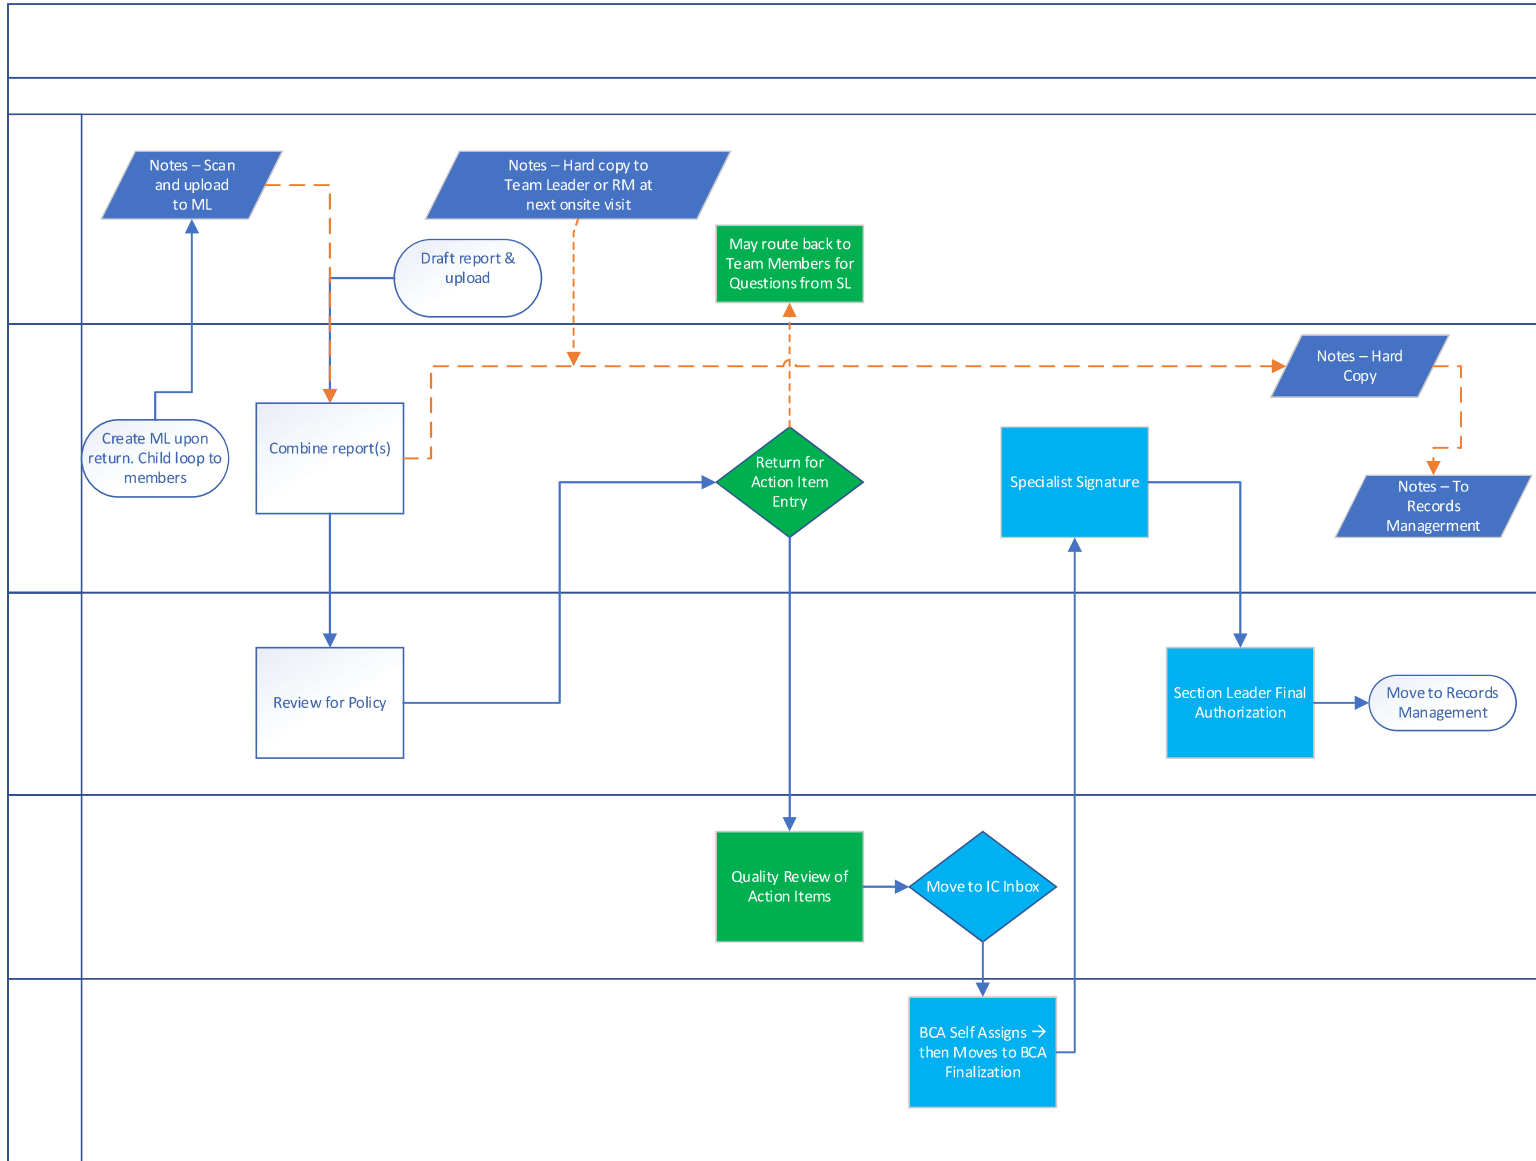 Notes – Scan
and upload
to ML
Notes – Hard copy to
Team Leader or RM at
next onsite visit
Draft report &
upload
May route back to
Team Members for
Questions from SL
Notes – Hard
Copy
Create ML upon
return. Child loop to
members
Combine report(s)
Return for
Action Item
Entry
Specialist Signature
Notes – To
Records
Managerment
Review for Policy
Section Leader Final
Authorization
Move to Records
Management
Quality Review of
Action Items
Move to IC Inbox
BCA Self Assigns →
then Moves to BCA
Finalization